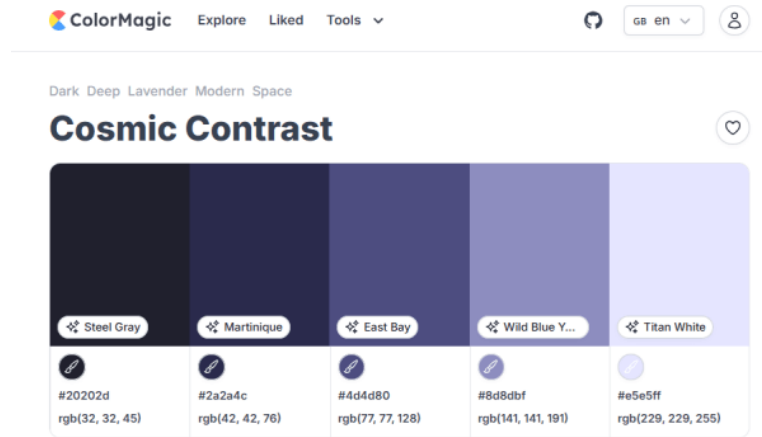 ColorMagic Explore Liked Tools GB en
Dark Deep Lavender Modern Space
Cosmic Contrast
Steel Gray Martinique East Bay Wild Blue Y... Titan White
#20202d #2a2a4c #4d4d80 #8d8dbf #e5e5ff
rgb(32, 32, 45) rgb(42, 42, 76) rgb(77, 77, 128) rgb(141, 141, 191) rgb(229, 229, 255)